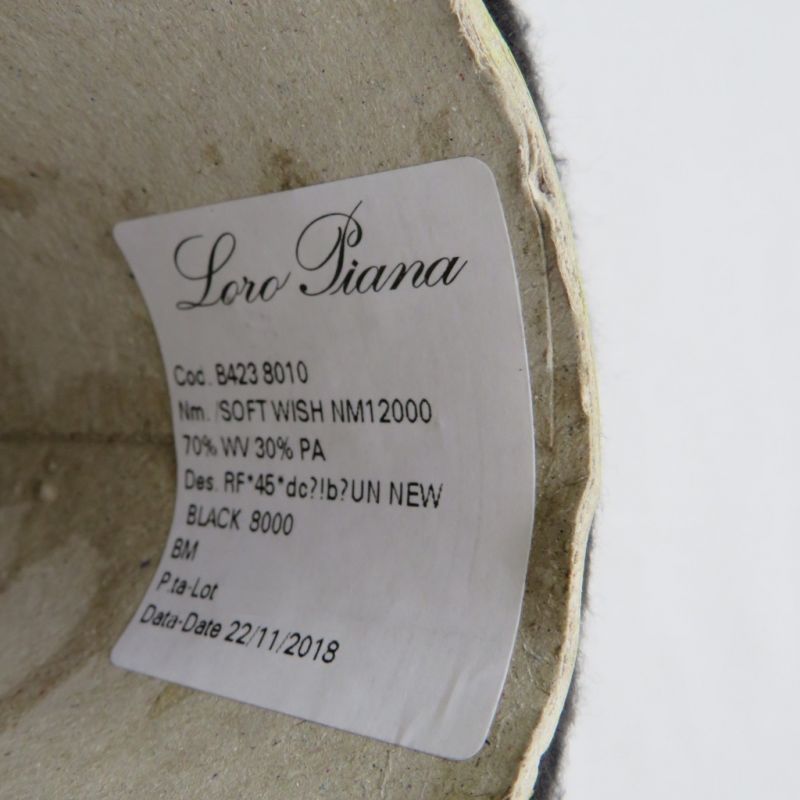 Loro Piana
Cod. B423 8010
Nm. /SOFT WISH NM12000
70% WV 30% PA
Des. RF*45*dc?!b?UN NEW
BLACK 8000
BM
P.ta-Lot
Data-Date 22/11/2018